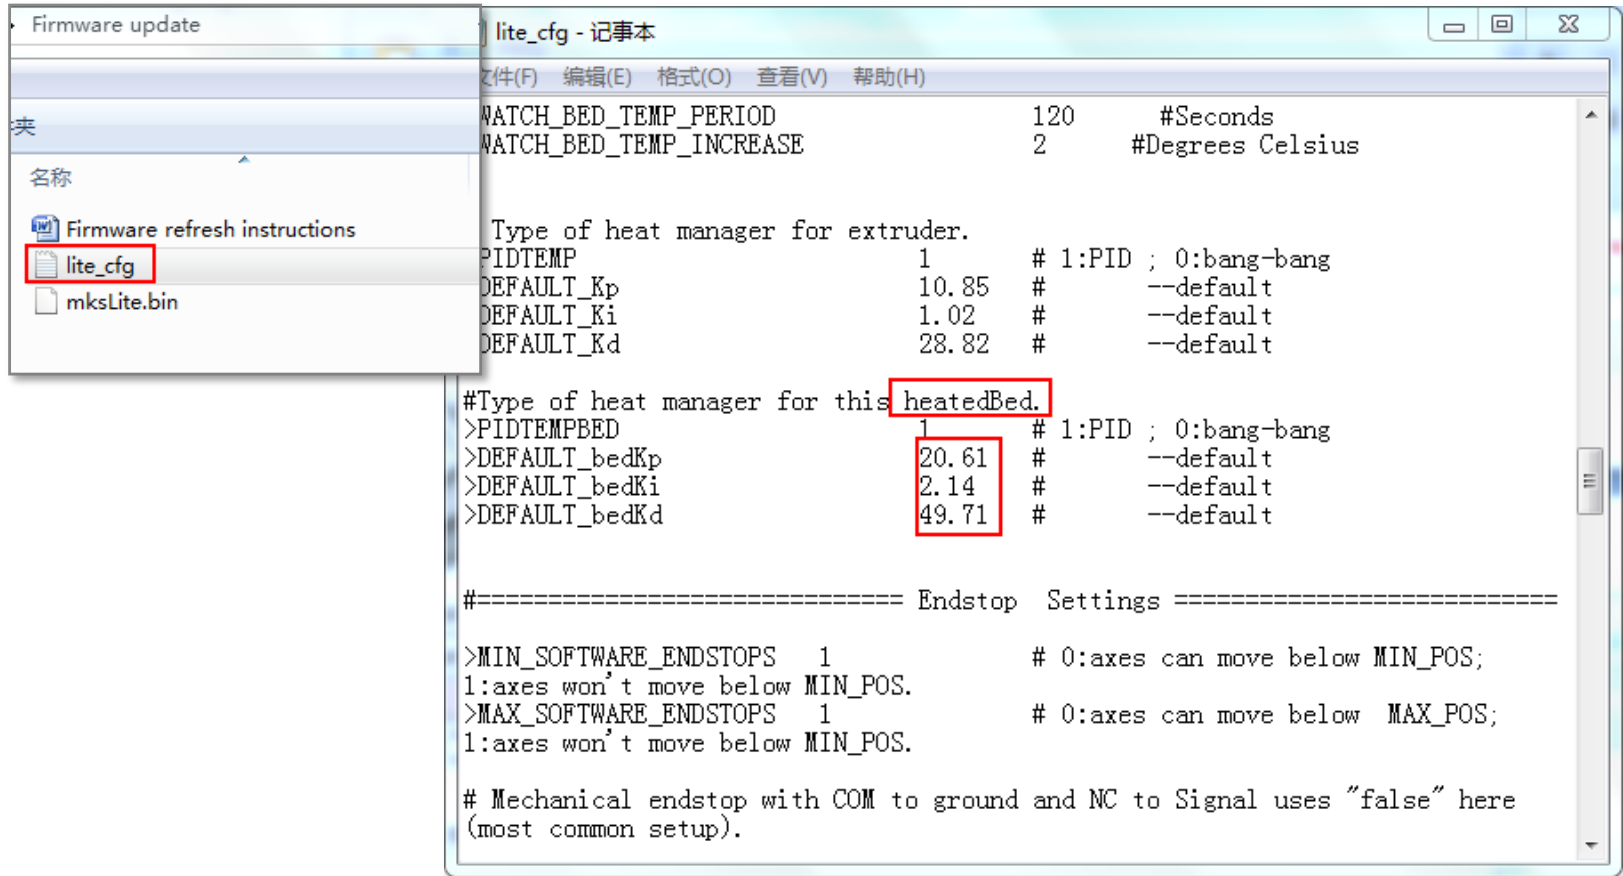 Firmware update
夹
名称
Firmware refresh instructions
lite_cfg
mksLite.bin
lite_cfg - 记事本
文件(F) 编辑(E) 格式(O) 查看(V) 帮助(H)
WATCH_BED_TEMP_PERIOD 120 #Seconds
WATCH_BED_TEMP_INCREASE 2 #Degrees Celsius
Type of heat manager for extruder.
PIDTEMP 1 # 1:PID ; 0:bang-bang
DEFAULT_Kp 10.85 # --default
DEFAULT_Ki 1.02 # --default
DEFAULT_Kd 28.82 # --default
#Type of heat manager for this heatedBed.
>PIDTEMPBED 1 # 1:PID ; 0:bang-bang
>DEFAULT_bedKp 20.61 # --default
>DEFAULT_bedKi 2.14 # --default
>DEFAULT_bedKd 49.71 # --default
#============================== Endstop Settings ===========================
>MIN_SOFTWARE_ENDSTOPS 1 # 0:axes can move below MIN_POS;
1:axes won't move below MIN_POS.
>MAX_SOFTWARE_ENDSTOPS 1 # 0:axes can move below MAX_POS;
1:axes won't move below MIN_POS.
# Mechanical endstop with COM to ground and NC to Signal uses "false" here
(most common setup).